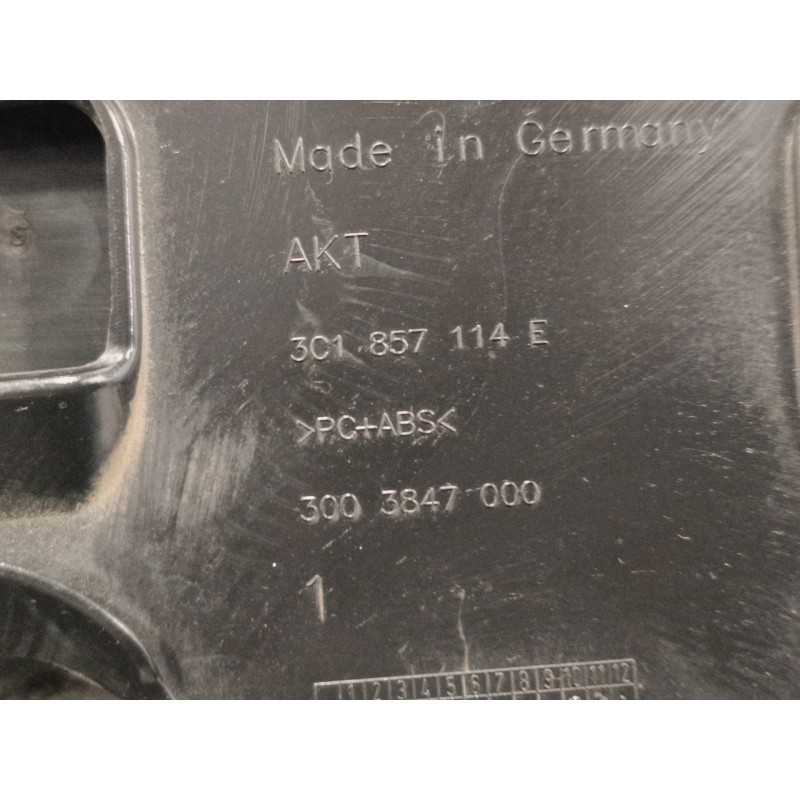 Made in Germany
AKT
3C1 857 114 E
>PC+ABS<
300 3847 000
1
1 2 3 4 5 6 7 8 9 10 11 12